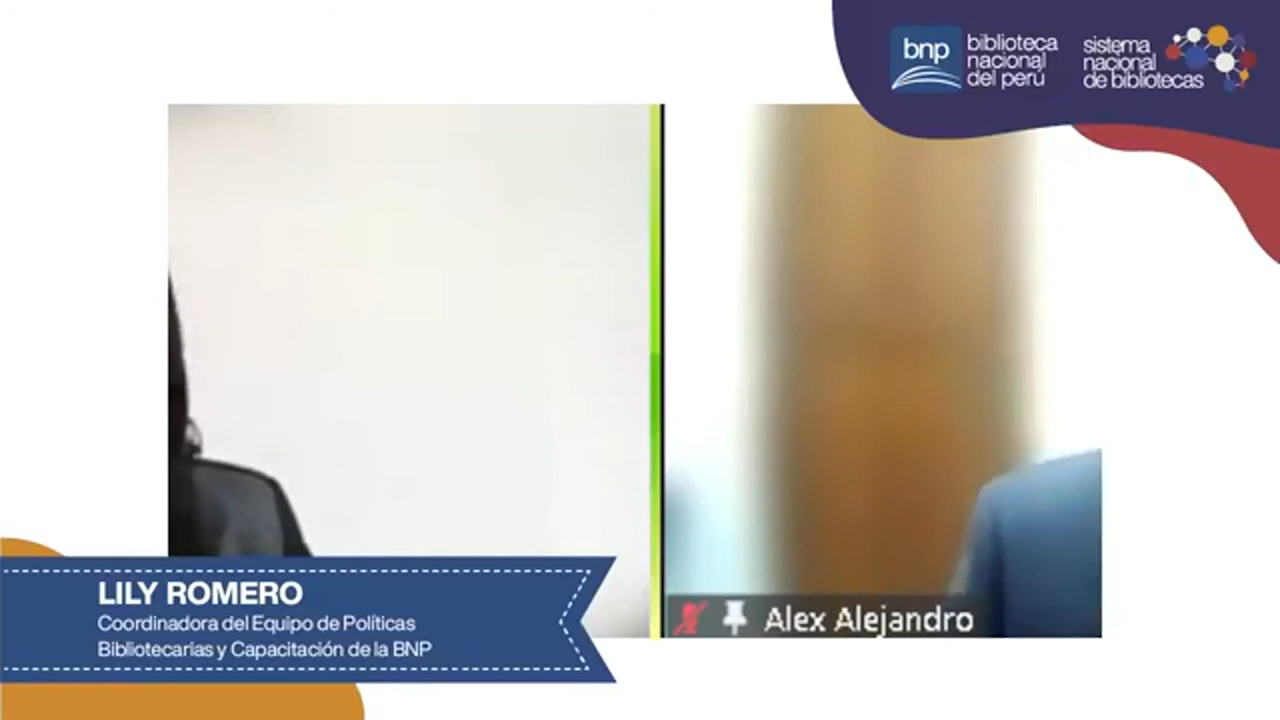 bnp
biblioteca
nacional
del perú
sistema
nacional
de bibliotecas
Alex Alejandro
LILY ROMERO
Coordinadora del Equipo de Políticas
Bibliotecarias y Capacitación de la BNP